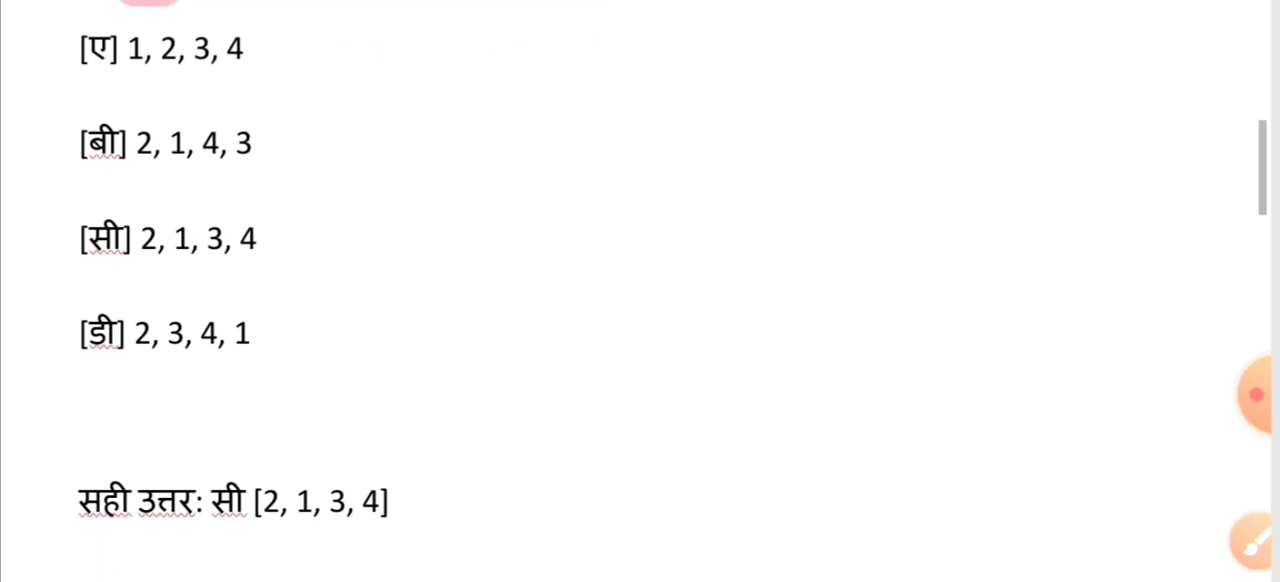 [ए] 1, 2, 3, 4
[बी] 2, 1, 4, 3
[सी] 2, 1, 3, 4
[डी] 2, 3, 4, 1
सही उत्तर: सी [2, 1, 3, 4]